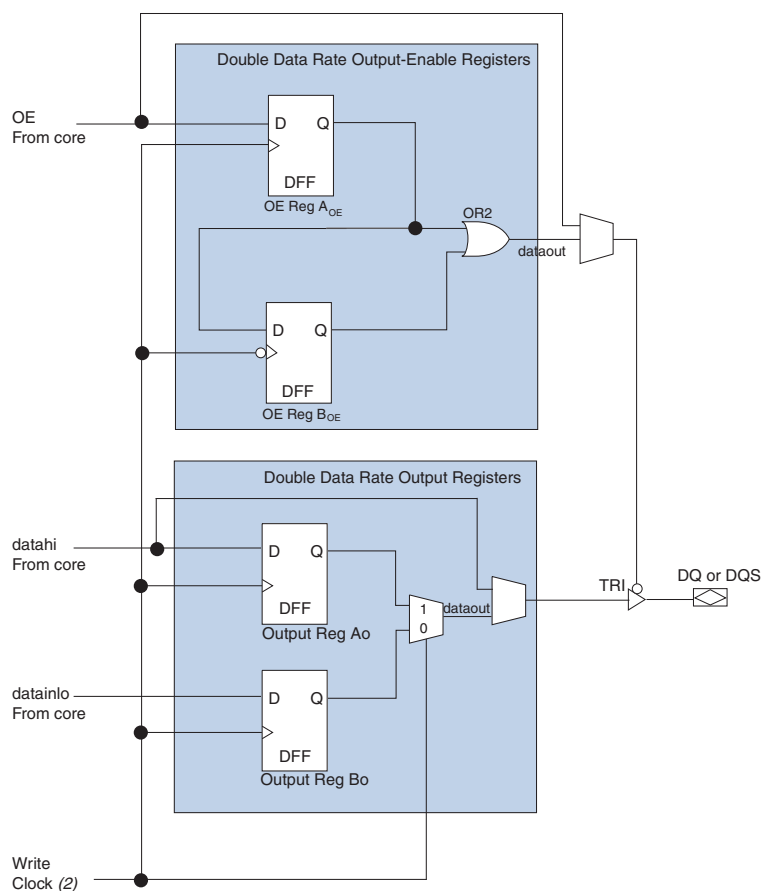 Double Data Rate Output-Enable Registers
OE
From core
D Q
DFF
OE Reg AOE
OR2
dataout
D Q
DFF
OE Reg BOE
Double Data Rate Output Registers
datahi
From core
D Q
DFF
Output Reg Ao
1
0
dataout
TRI
DQ or DQS
datainlo
From core
D Q
DFF
Output Reg Bo
Write
Clock (2)